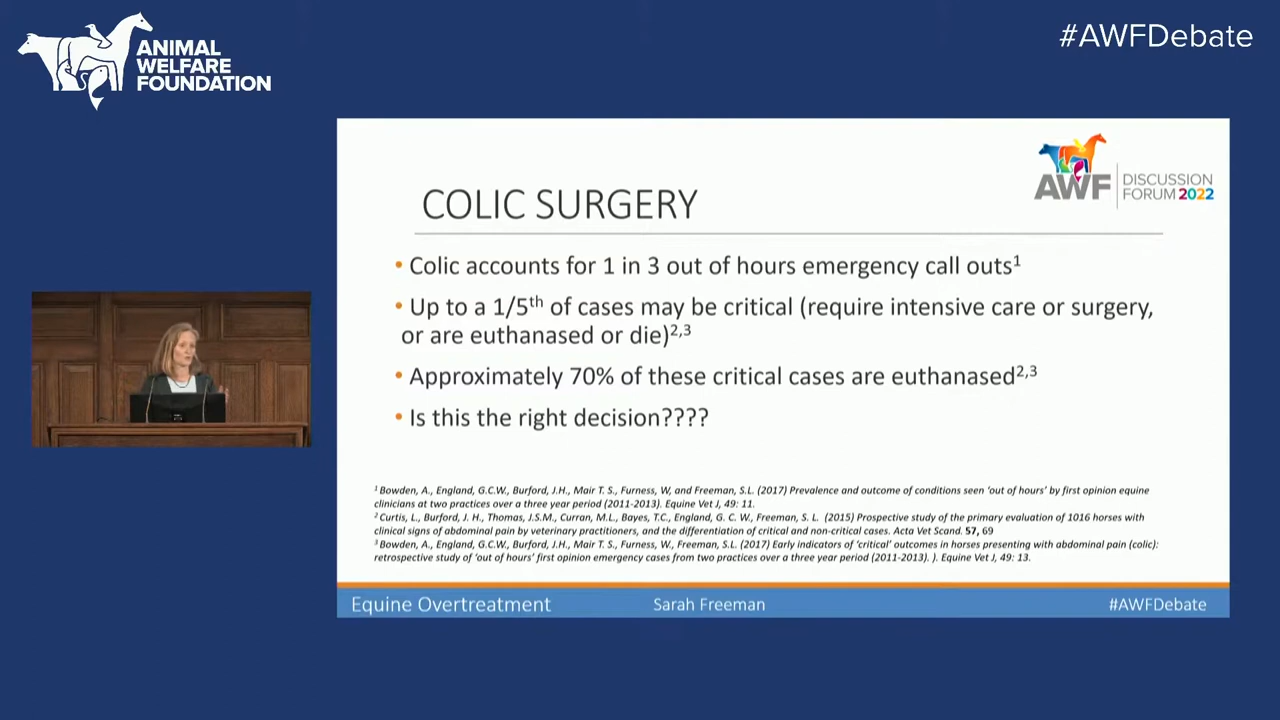 ANIMAL
WELFARE
FOUNDATION
#AWFDebate
AWF
DISCUSSION
FORUM 2022
COLIC SURGERY
• Colic accounts for 1 in 3 out of hours emergency call outs¹
• Up to a 1/5ᵗʰ of cases may be critical (require intensive care or surgery,
or are euthanased or die)²,³
• Approximately 70% of these critical cases are euthanased²,³
• Is this the right decision????
¹ Bowden, A., England, G.C.W., Burford, J.H., Mair T. S., Furness, W, and Freeman, S.L. (2017) Prevalence and outcome of conditions seen ‘out of hours’ by first opinion equine
clinicians at two practices over a three year period (2011-2013). Equine Vet J, 49: 11.
² Curtis, L., Burford, J. H., Thomas, J.S.M., Curran, M.L., Bayes, T.C., England, G. C. W., Freeman, S. L. (2015) Prospective study of the primary evaluation of 1016 horses with
clinical signs of abdominal pain by veterinary practitioners, and the differentiation of critical and non-critical cases. Acta Vet Scand. 57, 69
³ Bowden, A., England, G.C.W., Burford, J.H., Mair T. S., Furness, W., Freeman, S.L. (2017) Early indicators of ‘critical’ outcomes in horses presenting with abdominal pain (colic):
retrospective study of ‘out of hours’ first opinion emergency cases from two practices over a three year period (2011-2013). ). Equine Vet J, 49: 13.
Equine Overtreatment
Sarah Freeman
#AWFDebate